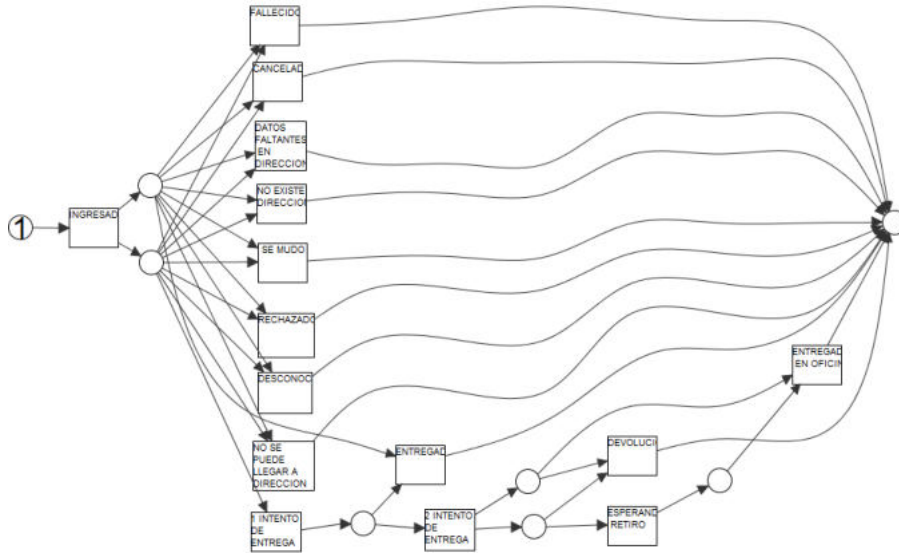 FALLECIDO
CANCELAD
DATOS
FALTANTES
EN
DIRECCION
NO EXISTE
DIRECCION
1
INGRESAD
SE MUDO
RECHAZADO
DESCONOC
ENTREGAD
EN OFICIN
NO SE
PUEDE
LLEGAR A
DIRECCION
ENTREGAD
DEVOLUCI
1 INTENTO
DE
ENTREGA
2 INTENTO
DE
ENTREGA
ESPERAND
RETIRO